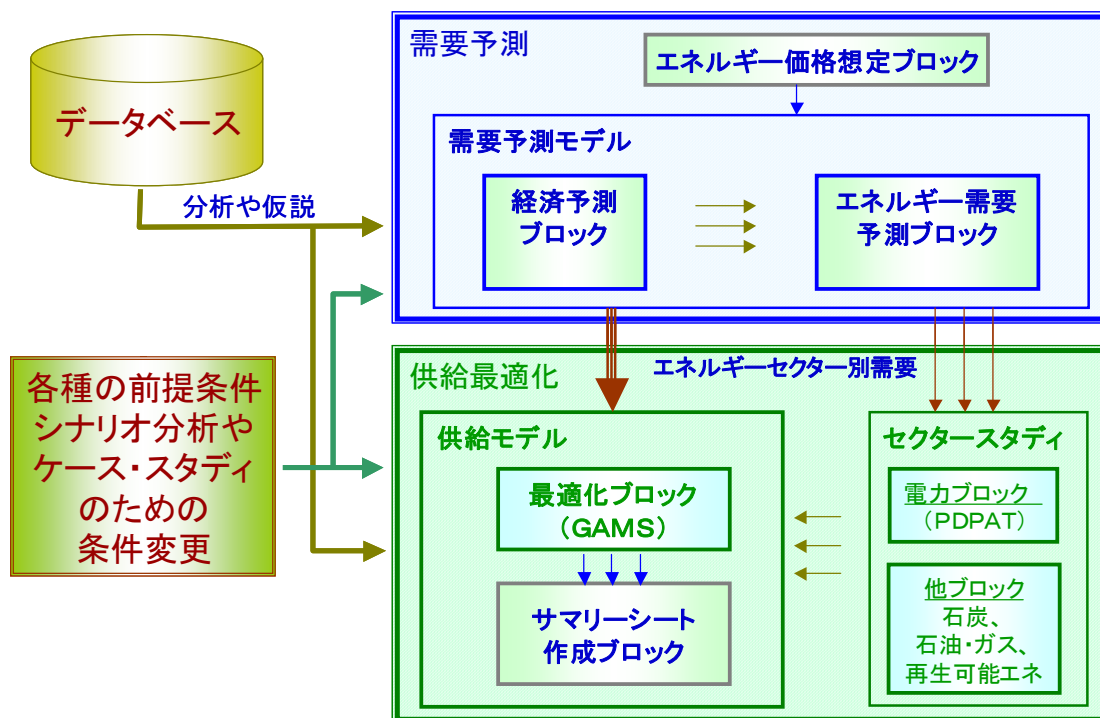 データベース
分析や仮説
各種の前提条件
シナリオ分析や
ケース・スタディ
のための
条件変更
需要予測
エネルギー価格想定ブロック
需要予測モデル
経済予測
ブロック
エネルギー需要
予測ブロック
供給最適化
エネルギーセクター別需要
供給モデル
最適化ブロック
（GAMS）
サマリーシート
作成ブロック
セクタースタディ
電力ブロック
（PDPAT）
他ブロック
石炭、
石油・ガス、
再生可能エネ